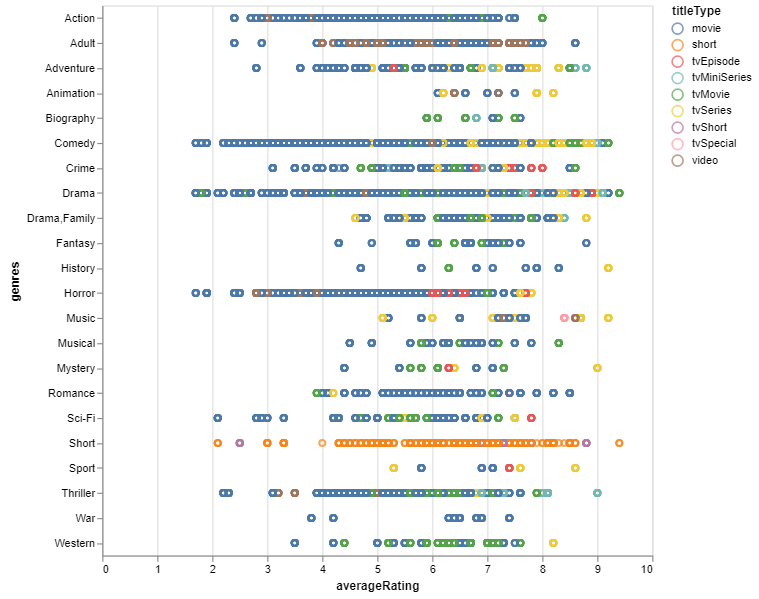 titleType
movie
short
tvEpisode
tvMiniSeries
tvMovie
tvSeries
tvShort
tvSpecial
video
genres
Action
Adult
Adventure
Animation
Biography
Comedy
Crime
Drama
Drama,Family
Fantasy
History
Horror
Music
Musical
Mystery
Romance
Sci-Fi
Short
Sport
Thriller
War
Western
0 1 2 3 4 5 6 7 8 9 10
averageRating